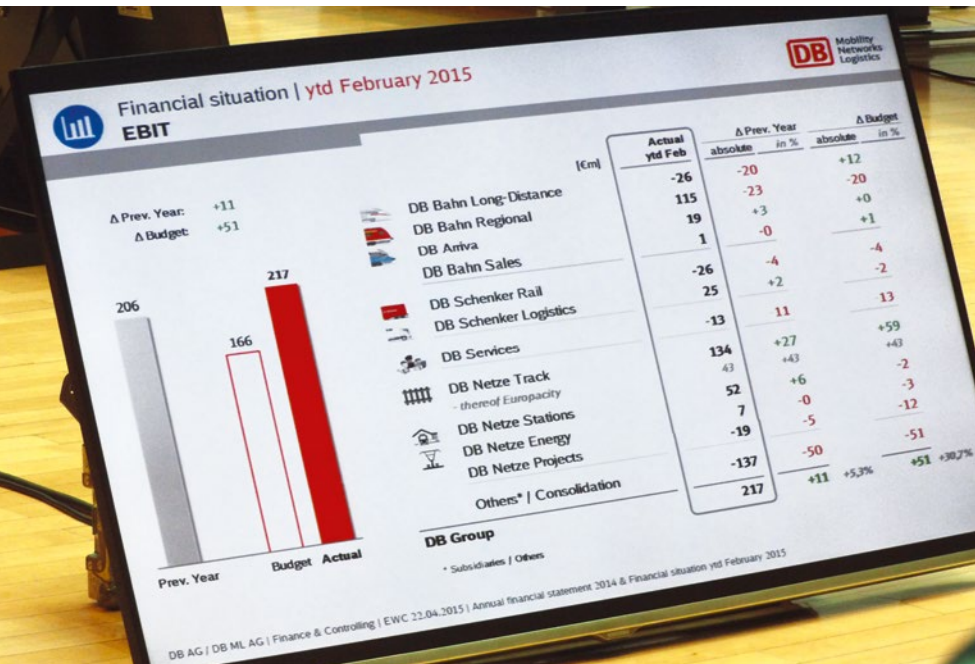 Financial situation | ytd February 2015
EBIT
DB Mobility
Networks
Logistics
Δ Prev. Year: +11
Δ Budget: +51
206
166
217
Prev. Year Budget Actual
[€m] Actual ytd Feb Δ Prev. Year absolute in % Δ Budget absolute in %
DB Bahn Long-Distance -26 -20 +12
DB Bahn Regional 115 -23 -20
DB Arriva 19 +3 +0
DB Bahn Sales 1 -0 +1
DB Schenker Rail -26 -4 -4
DB Schenker Logistics 25 +2 -2
DB Services -13 11 13
DB Netze Track 134 +27 +59
- thereof Europacity 43 +43 +43
DB Netze Stations 52 +6 -2
DB Netze Energy 7 -0 -3
DB Netze Projects -19 -5 -12
Others* / Consolidation -137 -50 -51
DB Group 217 +11 +5,3% +51 +30,7%
* Subsidiaries / Others
DB AG / DB ML AG | Finance & Controlling | EWC 22.04.2015 | Annual financial statement 2014 & Financial situation ytd February 2015